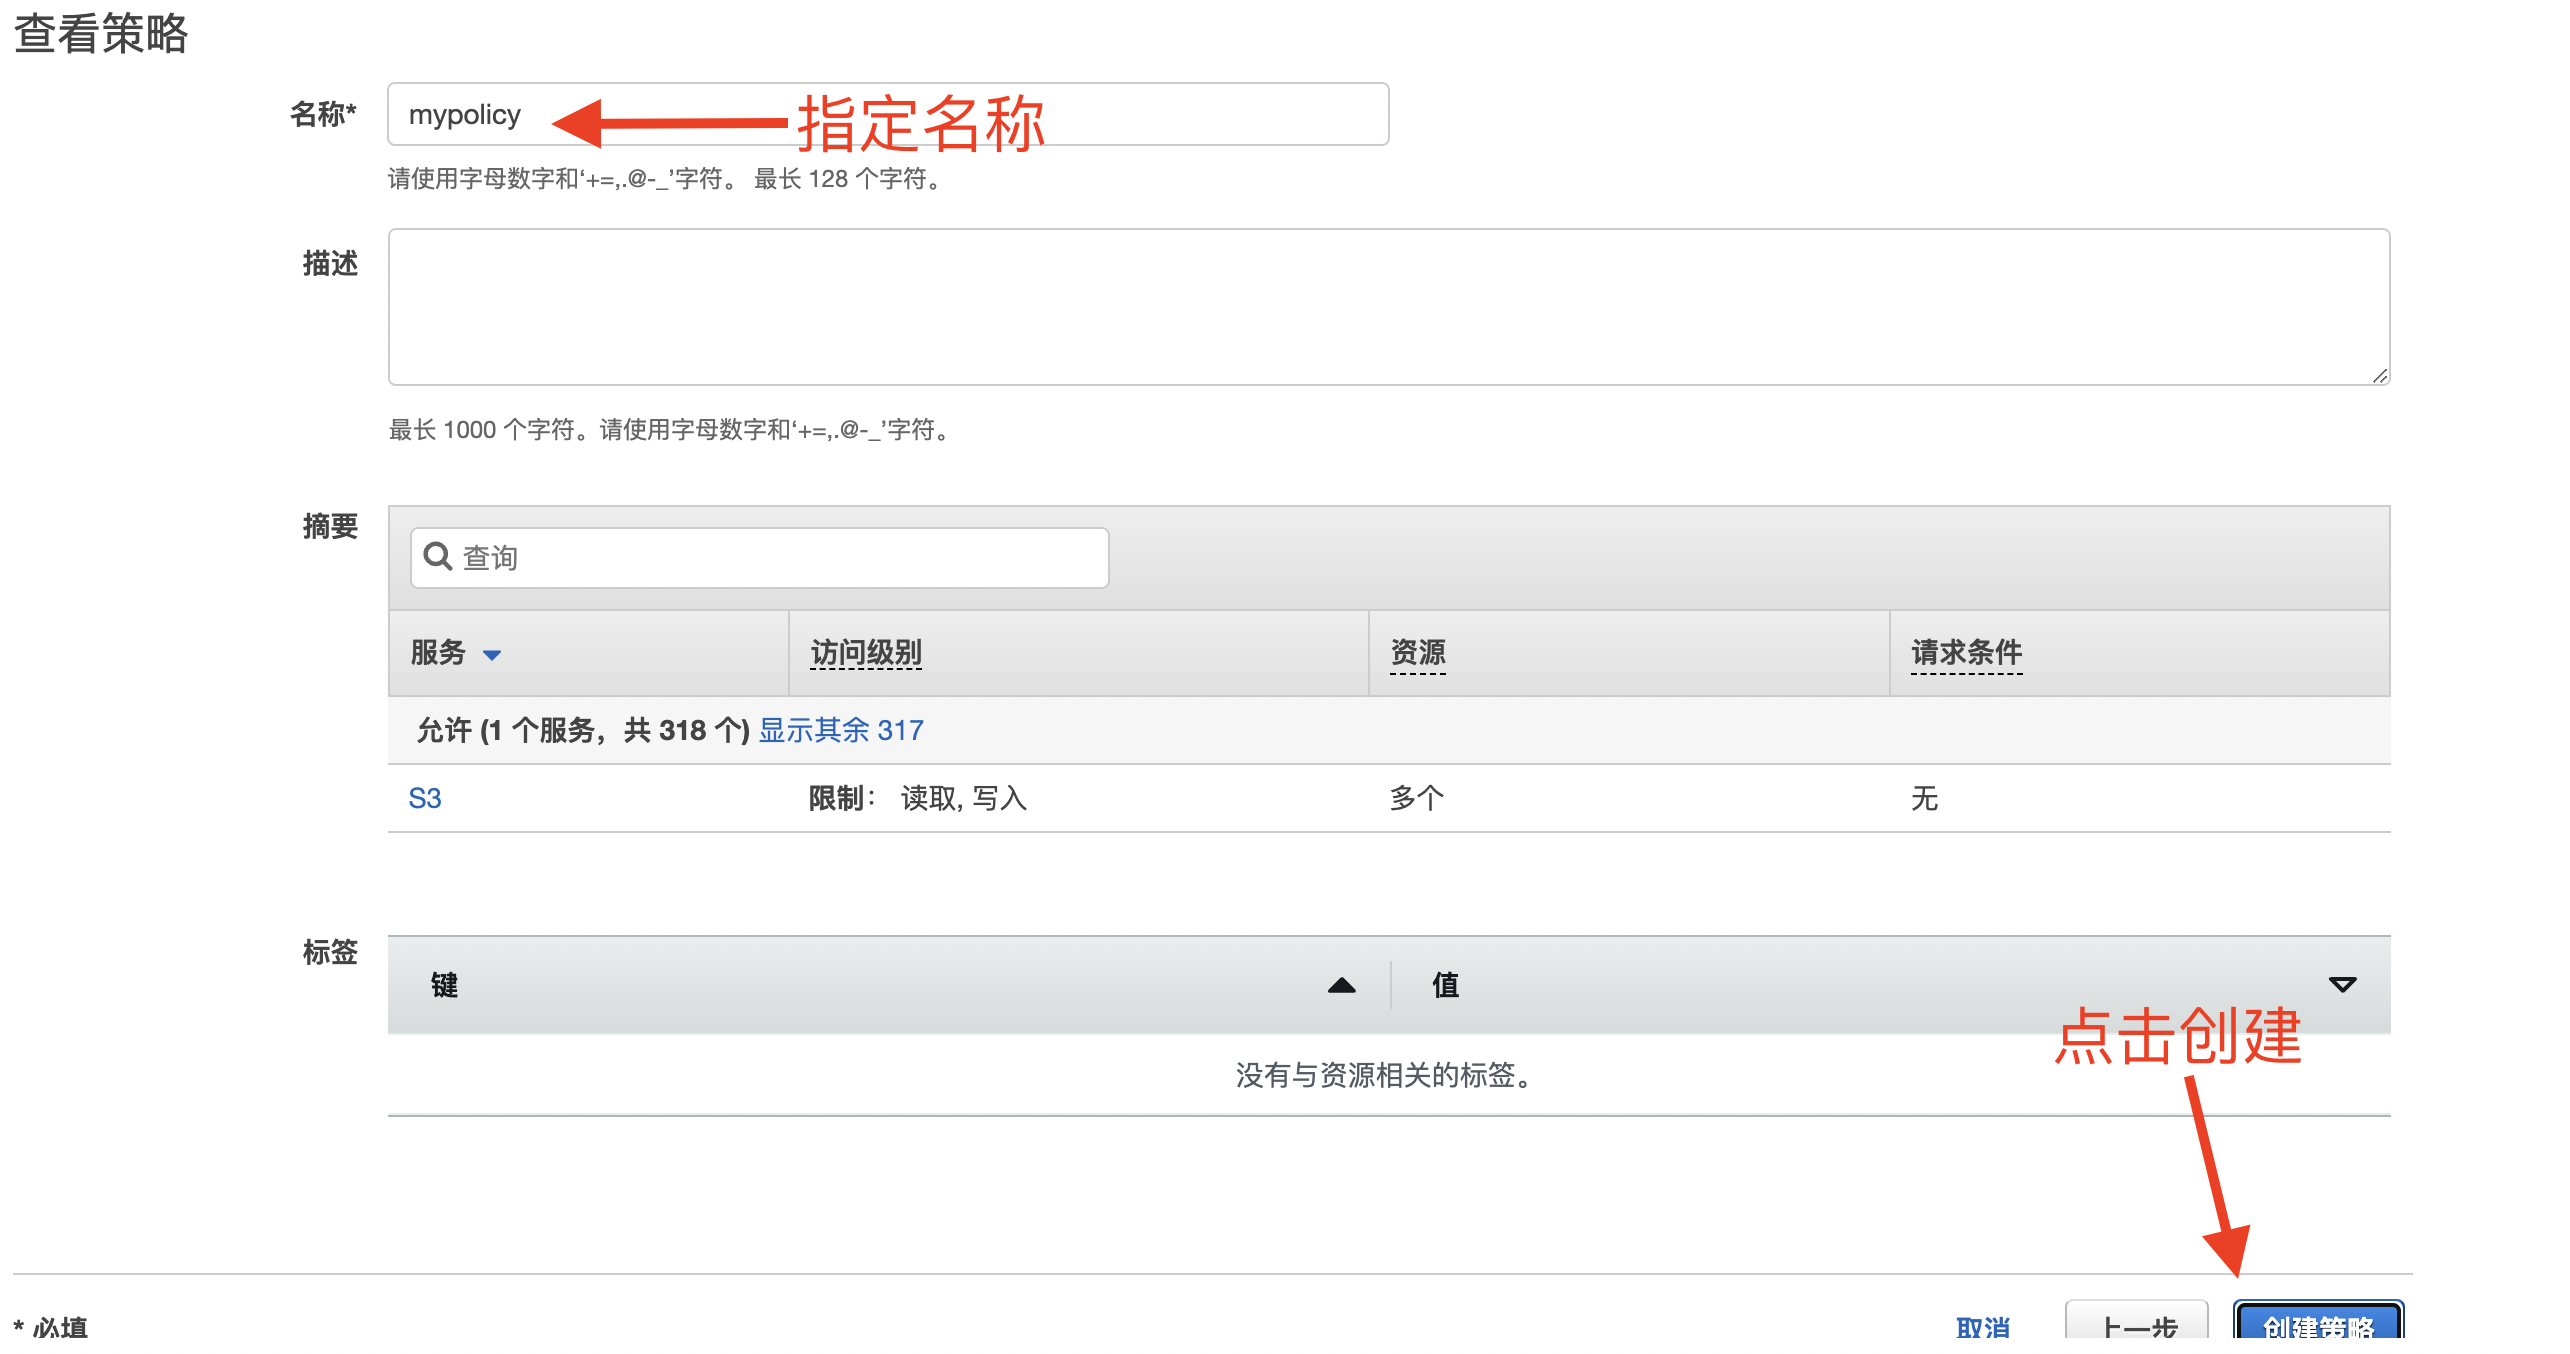 查看策略
名称*
mypolicy
指定名称
请使用字母数字和‘+=,.@-_’字符。 最长 128 个字符。
描述
最长 1000 个字符。请使用字母数字和‘+=,.@-_’字符。
摘要
查询
服务
访问级别
资源
请求条件
允许 (1 个服务，共 318 个) 显示其余 317
S3
限制： 读取, 写入
多个
无
标签
键
值
点击创建
没有与资源相关的标签。
* 必填
取消
上一步
创建策略